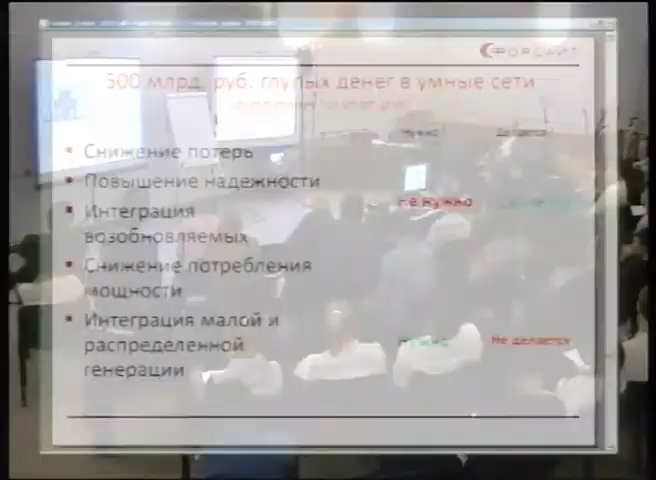 ФОРСАЙТ
500 млрд. руб. глупых денег в умные сети
Нужно Делается
Снижение потерь
Повышение надежности
Не нужно
Интеграция
возобновляемых
Снижение потребления
мощности
Интеграция малой и
распределенной
генерации
Нужно Не делается